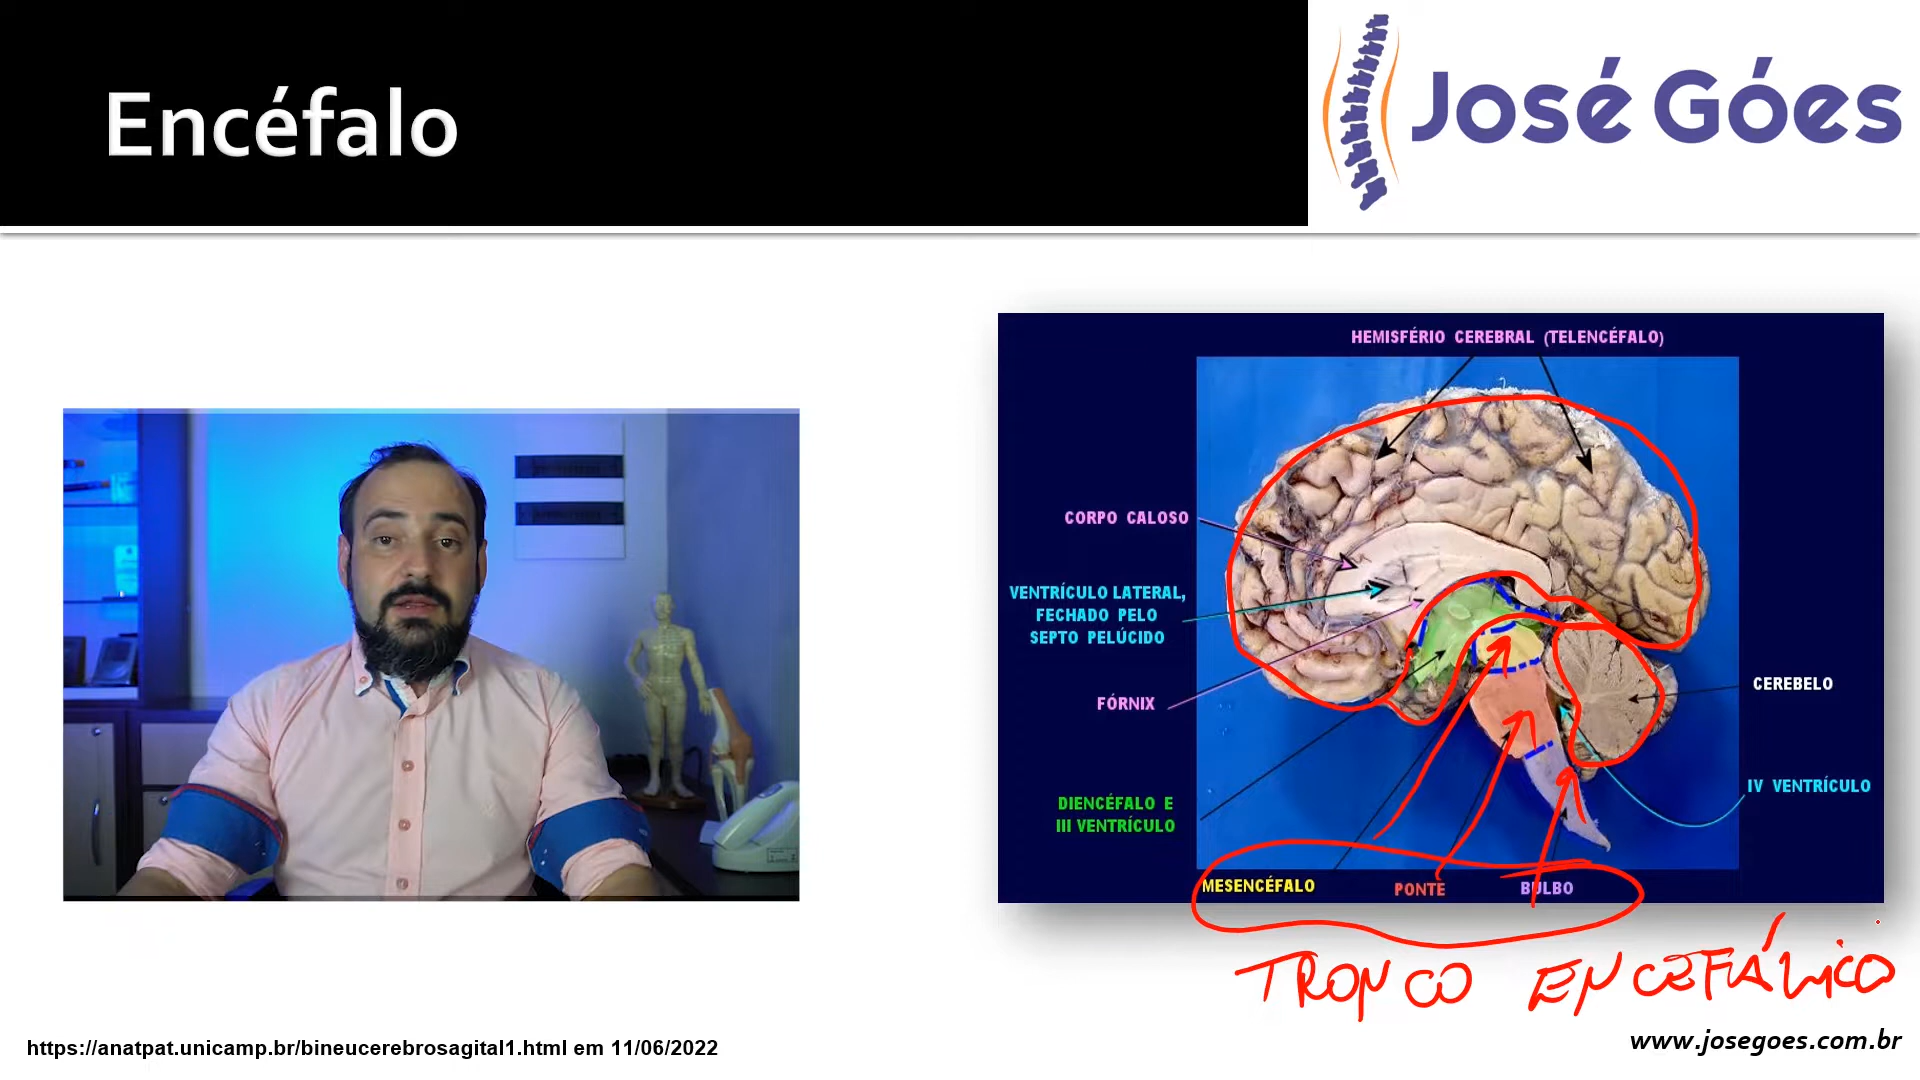 Encéfalo
José Góes
HEMISFÉRIO CEREBRAL (TELENCÉFALO)
CORPO CALOSO
VENTRÍCULO LATERAL,
FECHADO PELO
SEPTO PELÚCIDO
FÓRNIX
CEREBELO
IV VENTRÍCULO
DIENCÉFALO E
III VENTRÍCULO
MESENCÉFALO
PONTE
BULBO
TRONCO ENCEFÁLICO
https://anatpat.unicamp.br/bineucerebrosagital1.html em 11/06/2022
www.josegoes.com.br